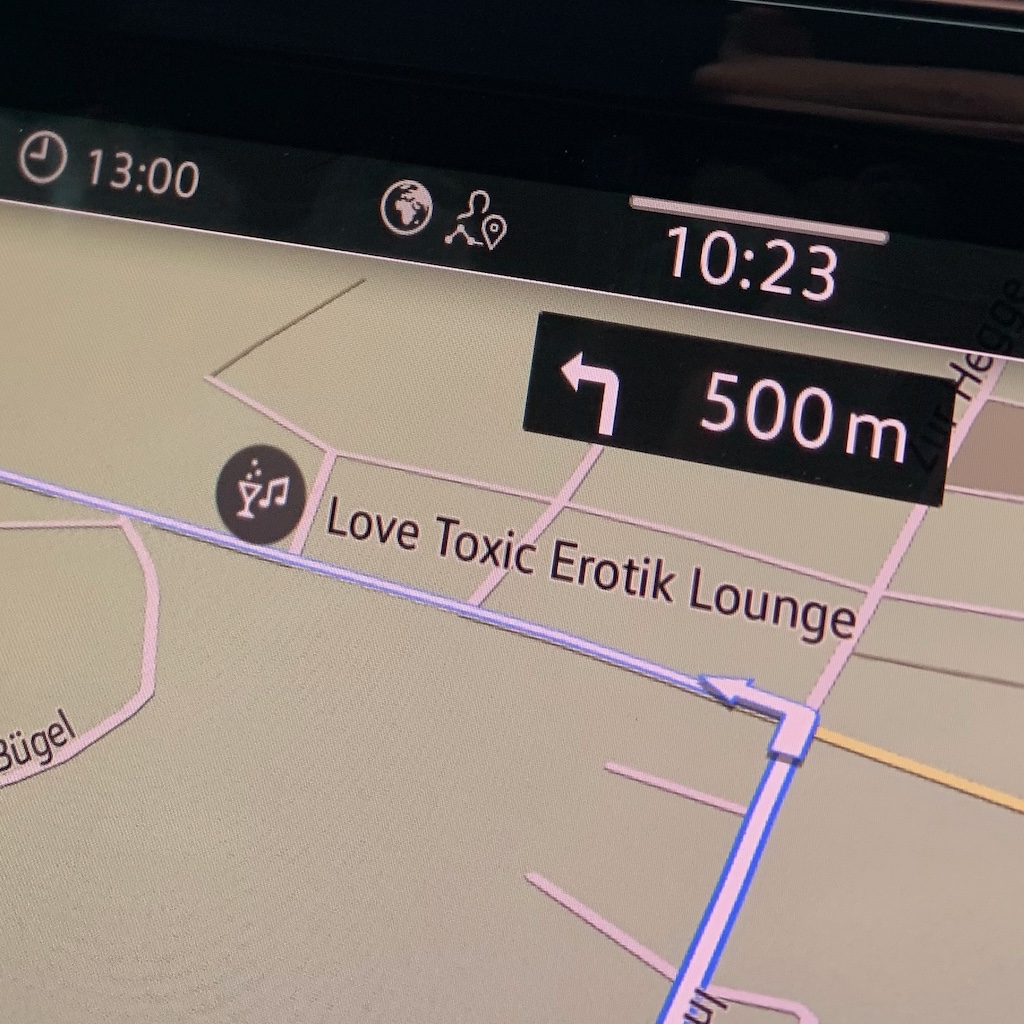 13:00
10:23
500 m
Zur Hegge
Love Toxic Erotik Lounge
Bügel